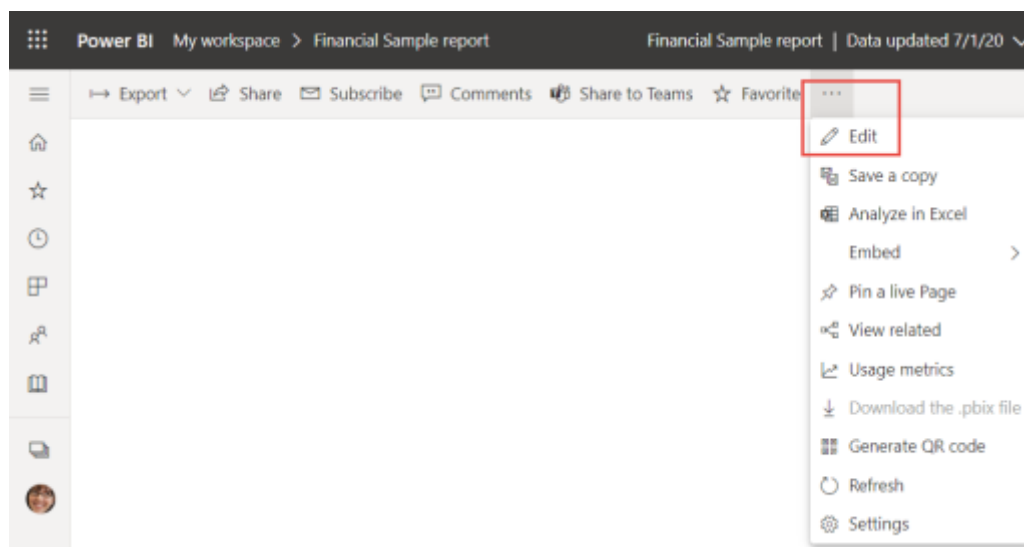 Power BI My workspace > Financial Sample report Financial Sample report | Data updated 7/1/20
Export Share Subscribe Comments Share to Teams Favorite ...
Edit
Save a copy
Analyze in Excel
Embed >
Pin a live Page
View related
Usage metrics
Download the .pbix file
Generate QR code
Refresh
Settings